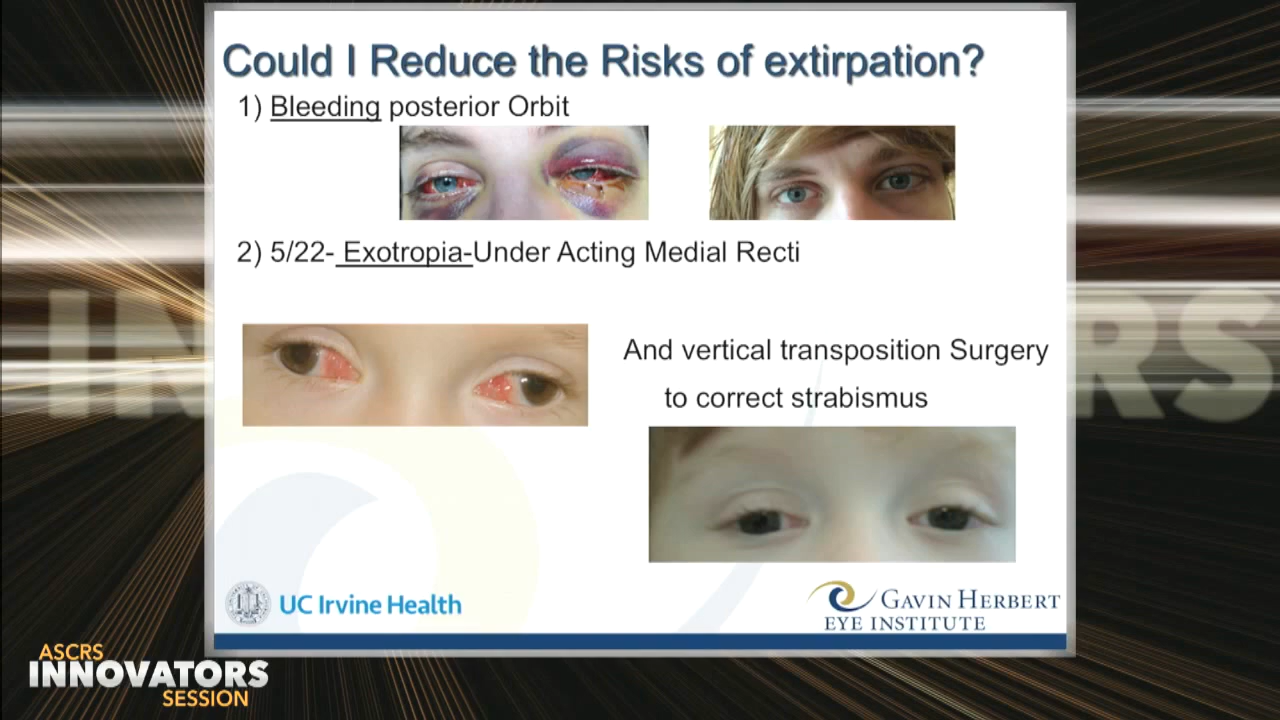 Could I Reduce the Risks of extirpation?
1) Bleeding posterior Orbit
2) 5/22- Exotropia-Under Acting Medial Recti
And vertical transposition Surgery
to correct strabismus
UC Irvine Health
GAVIN HERBERT
EYE INSTITUTE
ASCRS
INNOVATORS
SESSION